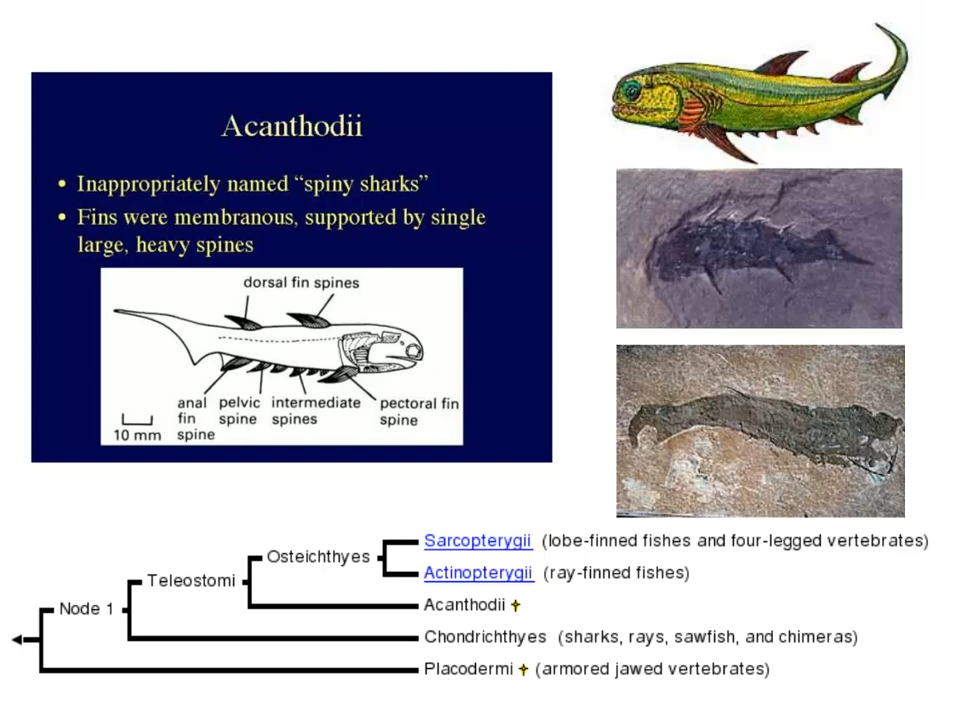 Acanthodii
• Inappropriately named “spiny sharks”
• Fins were membranous, supported by single
large, heavy spines
dorsal fin spines
anal fin spine
pelvic spine
intermediate spines
pectoral fin spine
10 mm
Sarcopterygii (lobe-finned fishes and four-legged vertebrates)
Osteichthyes
Actinopterygii (ray-finned fishes)
Teleostomi
Acanthodii ✝
Node 1
Chondrichthyes (sharks, rays, sawfish, and chimeras)
Placodermi ✝ (armored jawed vertebrates)